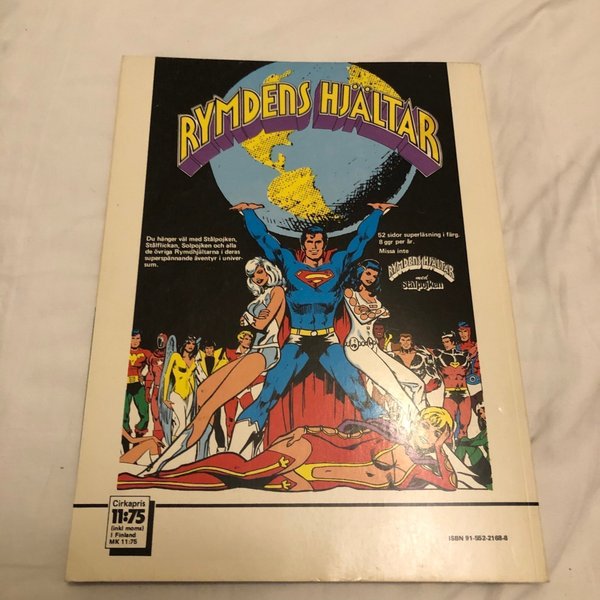 RYMDENS HJÄLTAR
Du hänger väl med Stålpojken,
Stålflickan, Solpojken och alla
de övriga Rymdhjältarna i deras
superspännande äventyr i univer-
sum.
52 sidor superläsning i färg.
8 ggr per år.
Missa inte
RYMDENS HJÄLTAR
med
Stålpojken
Cirkapris
11:75
(inkl moms)
I Finland
MK 11:75
ISBN 91-552-2168-8